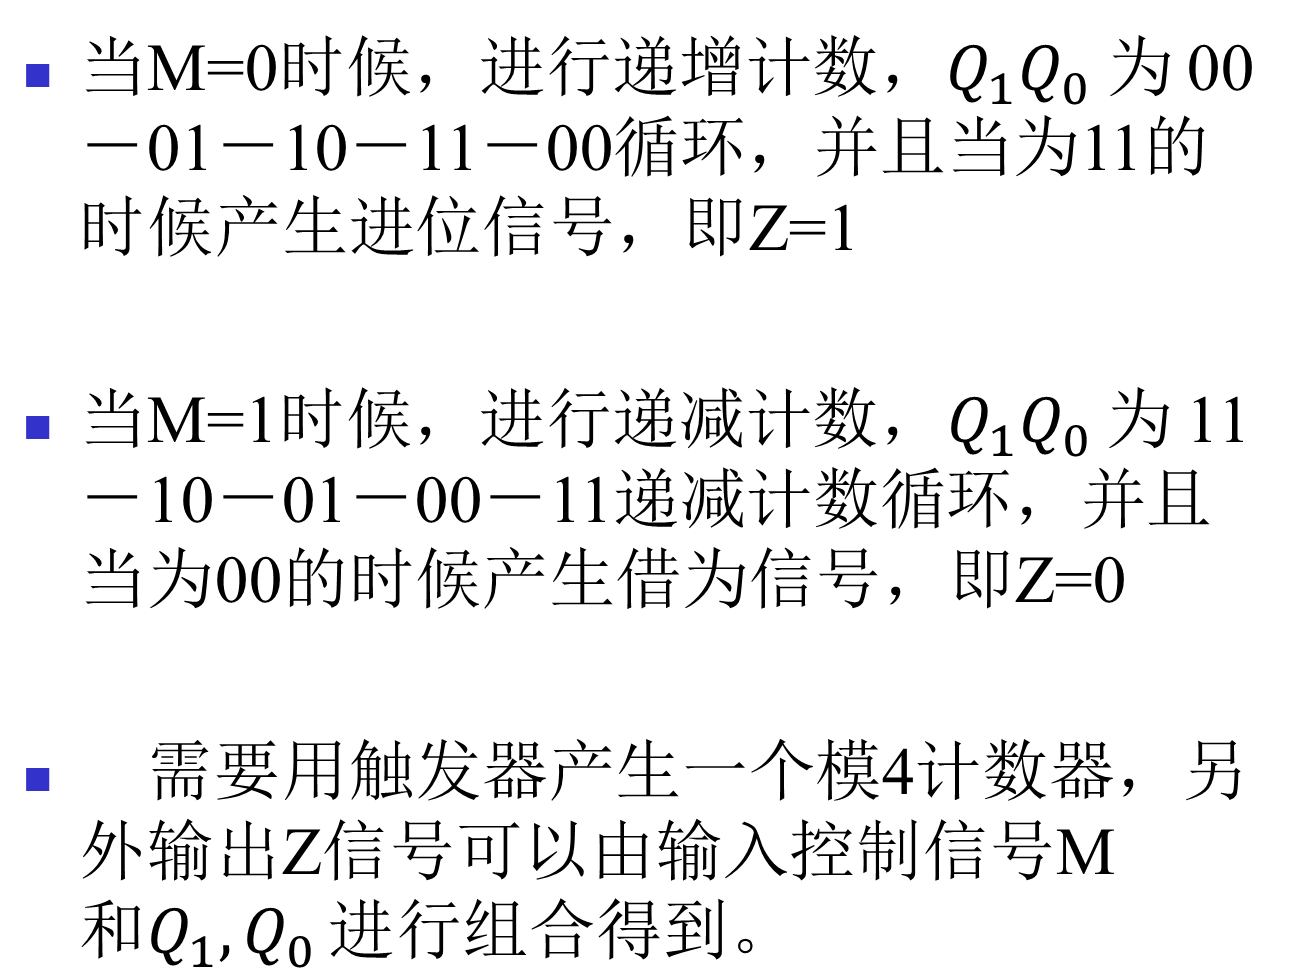 当M=0时候，进行递增计数，Q₁Q₀ 为 00
－01－10－11－00循环，并且当为11的
时候产生进位信号，即Z=1
当M=1时候，进行递减计数，Q₁Q₀ 为 11
－10－01－00－11递减计数循环，并且
当为00的时候产生借为信号，即Z=0
需要用触发器产生一个模4计数器，另
外输出Z信号可以由输入控制信号M
和Q₁,Q₀ 进行组合得到。